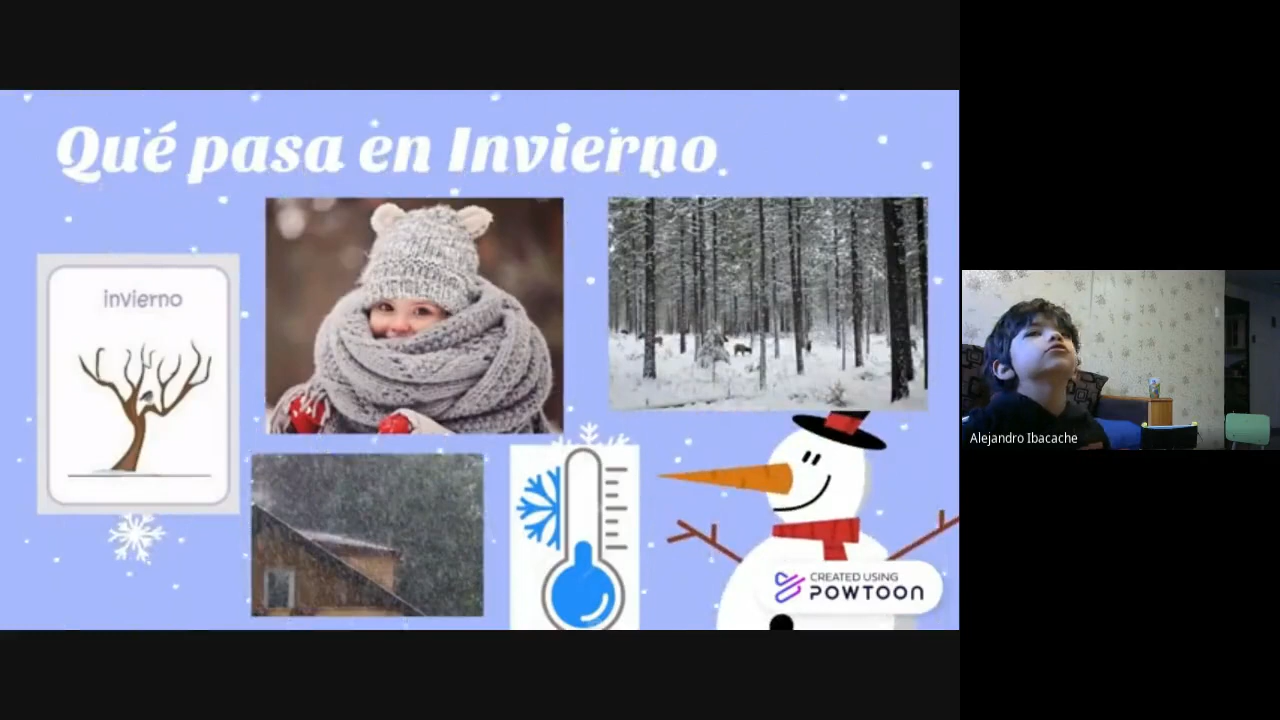 Qué pasa en Invierno
invierno
Alejandro Ibacache
CREATED USING
POWTOON